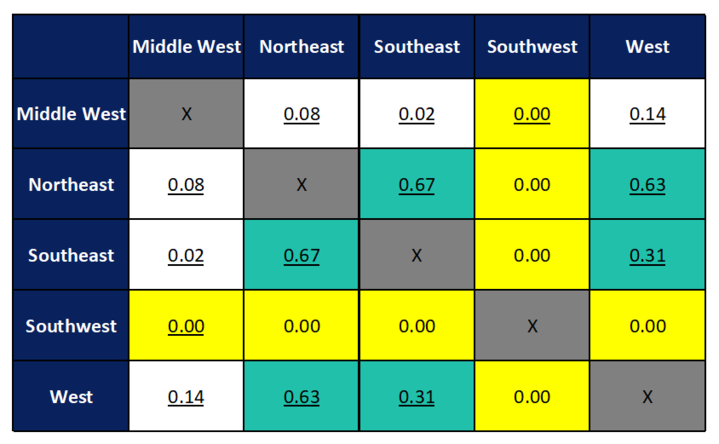 Middle West Northeast Southeast Southwest West
Middle West X 0.08 0.02 0.00 0.14
Northeast 0.08 X 0.67 0.00 0.63
Southeast 0.02 0.67 X 0.00 0.31
Southwest 0.00 0.00 0.00 X 0.00
West 0.14 0.63 0.31 0.00 X